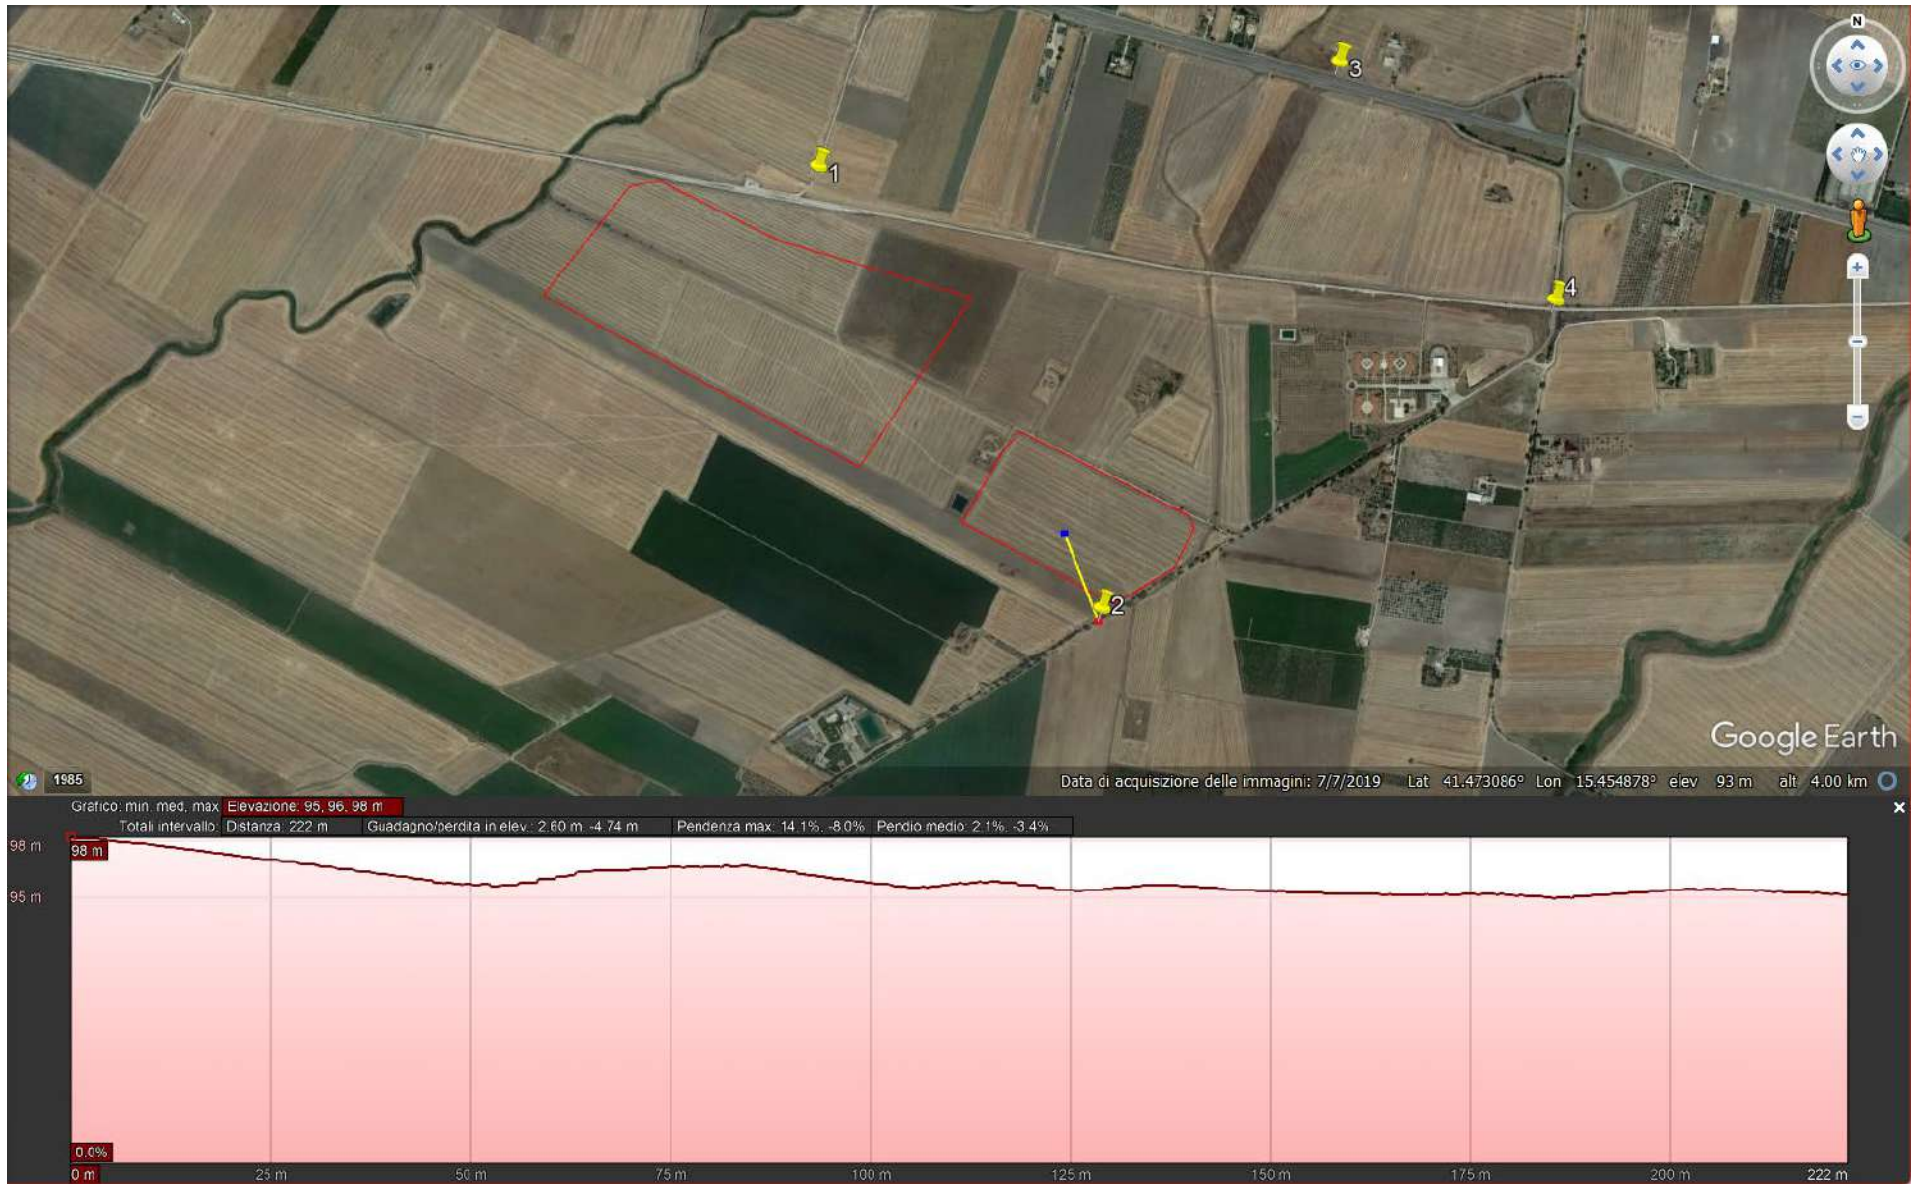 N
3
1
4
2
Google Earth
1985
Data di acquisizione delle immagini: 7/7/2019 Lat 41.473086° Lon 15.454878° elev 93 m alt 4.00 km
Grafico: min, med, max Elevazione: 95, 96, 98 m
Totali intervallo: Distanza: 222 m Guadagno/perdita in elev.: 2.60 m, -4.74 m Pendenza max: 14.1%, -8.0% Pendio medio: 2.1%, -3.4%
98 m
98 m
95 m
0.0%
0 m 25 m 50 m 75 m 100 m 125 m 150 m 175 m 200 m 222 m